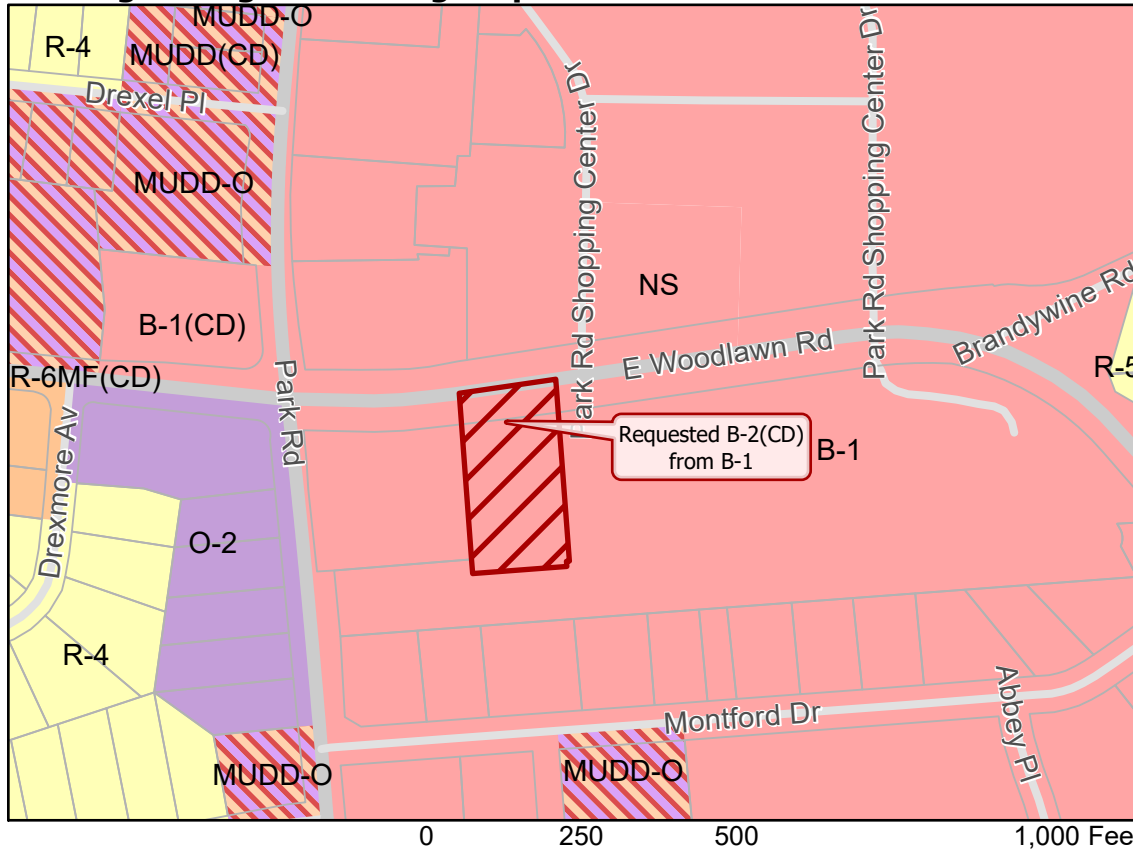 MUDD-O
R-4
MUDD(CD)
Drexel Pl
MUDD-O
Park Rd Shopping Center Dr
Park Rd Shopping Center Dr
NS
B-1(CD)
E Woodlawn Rd
Brandywine Rd
R-6MF(CD)
R-5
Park Rd
Requested B-2(CD)
from B-1
B-1
Drexmore Av
O-2
R-4
Abbey Pl
Montford Dr
MUDD-O
MUDD-O
0 250 500 1,000 Fee